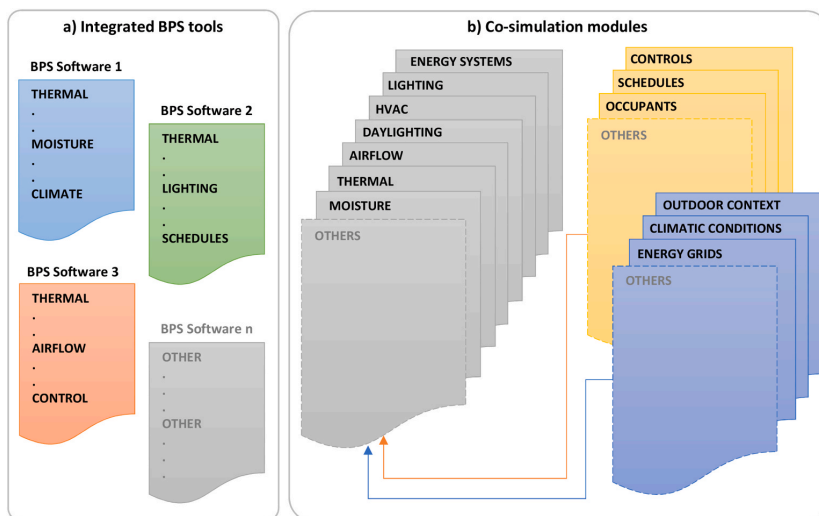 a) Integrated BPS tools
BPS Software 1
THERMAL
.
.
MOISTURE
.
.
CLIMATE
BPS Software 2
THERMAL
.
.
LIGHTING
.
.
SCHEDULES
BPS Software 3
THERMAL
.
.
AIRFLOW
.
.
CONTROL
BPS Software n
OTHER
.
.
.
OTHER
.
.
.
b) Co-simulation modules
ENERGY SYSTEMS
LIGHTING
HVAC
DAYLIGHTING
AIRFLOW
THERMAL
MOISTURE
OTHERS
CONTROLS
SCHEDULES
OCCUPANTS
OTHERS
OUTDOOR CONTEXT
CLIMATIC CONDITIONS
ENERGY GRIDS
OTHERS